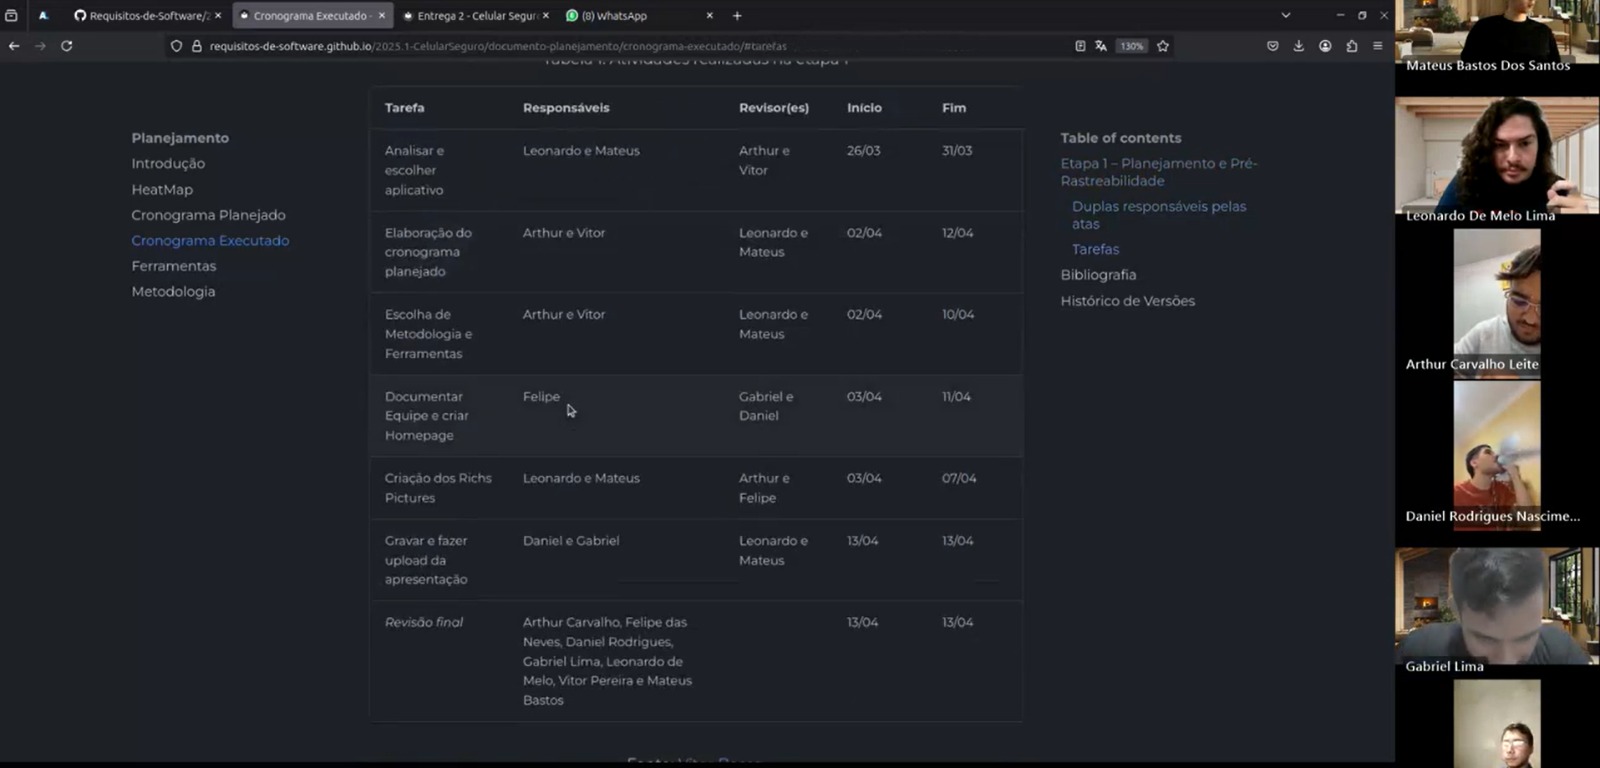 Requisitos-de-Software/2
Cronograma Executado -
Entrega 2 - Celular Segur
(8) WhatsApp
requisitos-de-software.github.io/2025.1-CelularSeguro/documento-planejamento/cronograma-executado/#tarefas
130%
Tabela 1: Atividades realizadas na etapa 1
Planejamento
Introdução
HeatMap
Cronograma Planejado
Cronograma Executado
Ferramentas
Metodologia
Tarefa Responsáveis Revisor(es) Início Fim
Analisar e Leonardo e Mateus Arthur e 26/03 31/03
escolher Vitor
aplicativo
Elaboração do Arthur e Vitor Leonardo e 02/04 12/04
cronograma Mateus
planejado
Escolha de Arthur e Vitor Leonardo e 02/04 10/04
Metodologia e Mateus
Ferramentas
Documentar Felipe Gabriel e 03/04 11/04
Equipe e criar Daniel
Homepage
Criação dos Richs Leonardo e Mateus Arthur e 03/04 07/04
Pictures Felipe
Gravar e fazer Daniel e Gabriel Leonardo e 13/04 13/04
upload da Mateus
apresentação
Revisão final Arthur Carvalho, Felipe das 13/04 13/04
Neves, Daniel Rodrigues,
Gabriel Lima, Leonardo de
Melo, Vitor Pereira e Mateus
Bastos
Table of contents
Etapa 1 – Planejamento e Pré-
Rastreabilidade
Duplas responsáveis pelas
atas
Tarefas
Bibliografia
Histórico de Versões
Mateus Bastos Dos Santos
Leonardo De Melo Lima
Arthur Carvalho Leite
Daniel Rodrigues Nascime...
Gabriel Lima